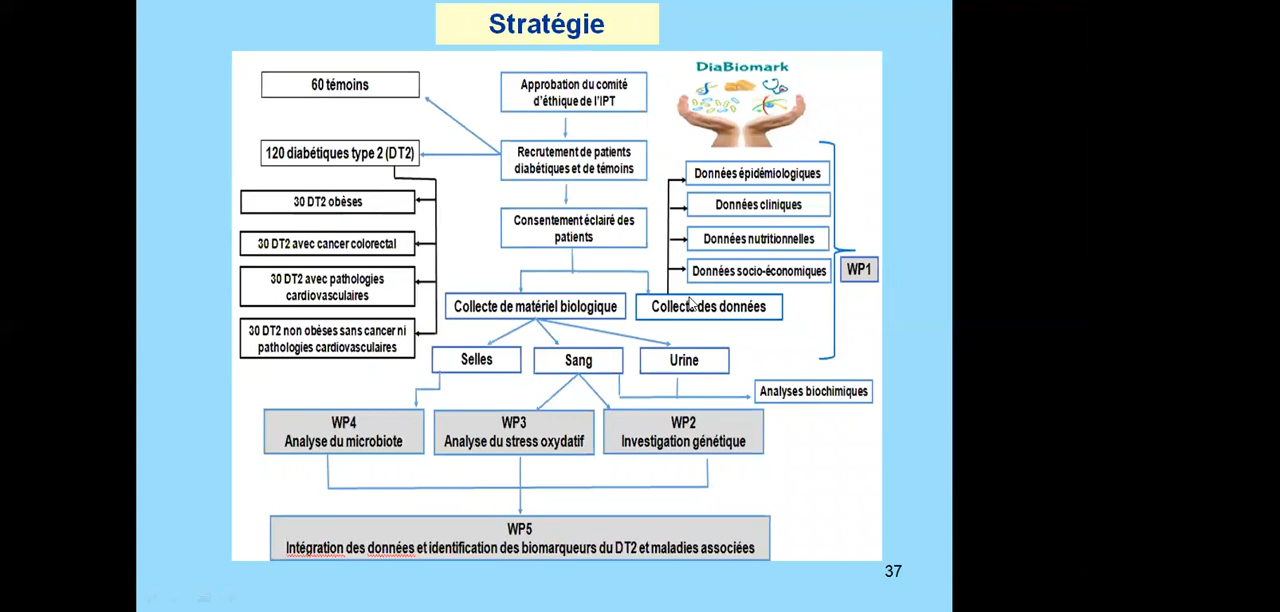 Stratégie
60 témoins
Approbation du comité
d'éthique de l'IPT
DiaBiomark
120 diabétiques type 2 (DT2)
Recrutement de patients
diabétiques et de témoins
30 DT2 obèses
30 DT2 avec cancer colorectal
30 DT2 avec pathologies
cardiovasculaires
30 DT2 non obèses sans cancer ni
pathologies cardiovasculaires
Consentement éclairé des
patients
Données épidémiologiques
Données cliniques
Données nutritionnelles
Données socio-économiques
WP1
Collecte de matériel biologique
Collecte des données
Selles
Sang
Urine
Analyses biochimiques
WP4
Analyse du microbiote
WP3
Analyse du stress oxydatif
WP2
Investigation génétique
WP5
Intégration des données et identification des biomarqueurs du DT2 et maladies associées
37